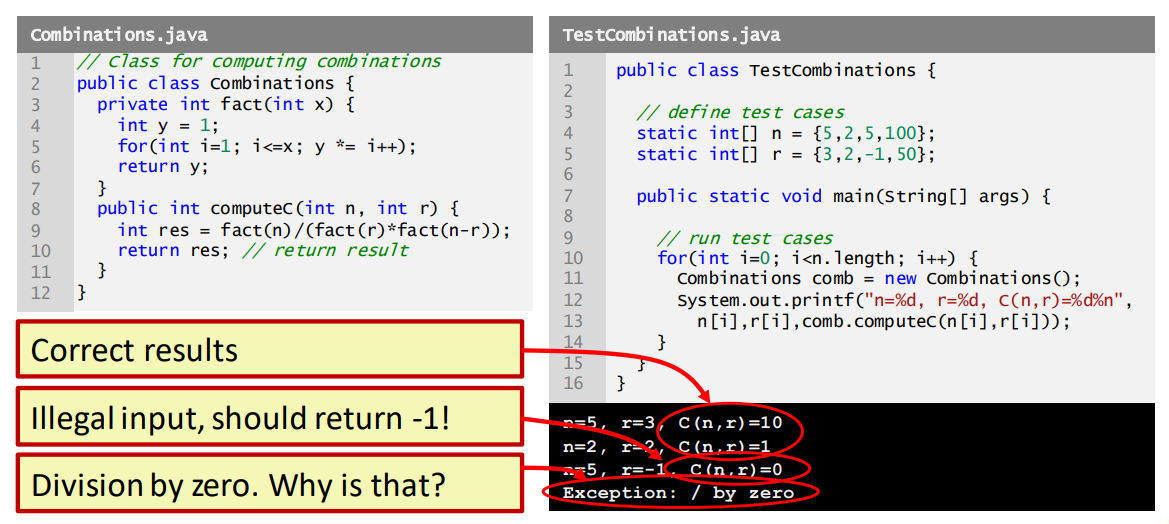 Combinations.java
1 // Class for computing combinations
2 public class Combinations {
3   private int fact(int x) {
4     int y = 1;
5     for(int i=1; i<=x; y *= i++);
6     return y;
7   }
8   public int computeC(int n, int r) {
9     int res = fact(n)/(fact(r)*fact(n-r));
10     return res; // return result
11   }
12 }
Correct results
Illegal input, should return -1!
Division by zero. Why is that?
TestCombinations.java
1 public class TestCombinations {
2
3   // define test cases
4   static int[] n = {5,2,5,100};
5   static int[] r = {3,2,-1,50};
6
7   public static void main(String[] args) {
8
9     // run test cases
10     for(int i=0; i<n.length; i++) {
11       Combinations comb = new Combinations();
12       System.out.printf("n=%d, r=%d, C(n,r)=%d%n",
13         n[i],r[i],comb.computeC(n[i],r[i]));
14     }
15   }
16 }
n=5, r=3, C(n,r)=10
n=2, r=2, C(n,r)=1
n=5, r=-1, C(n,r)=0
Exception: / by zero